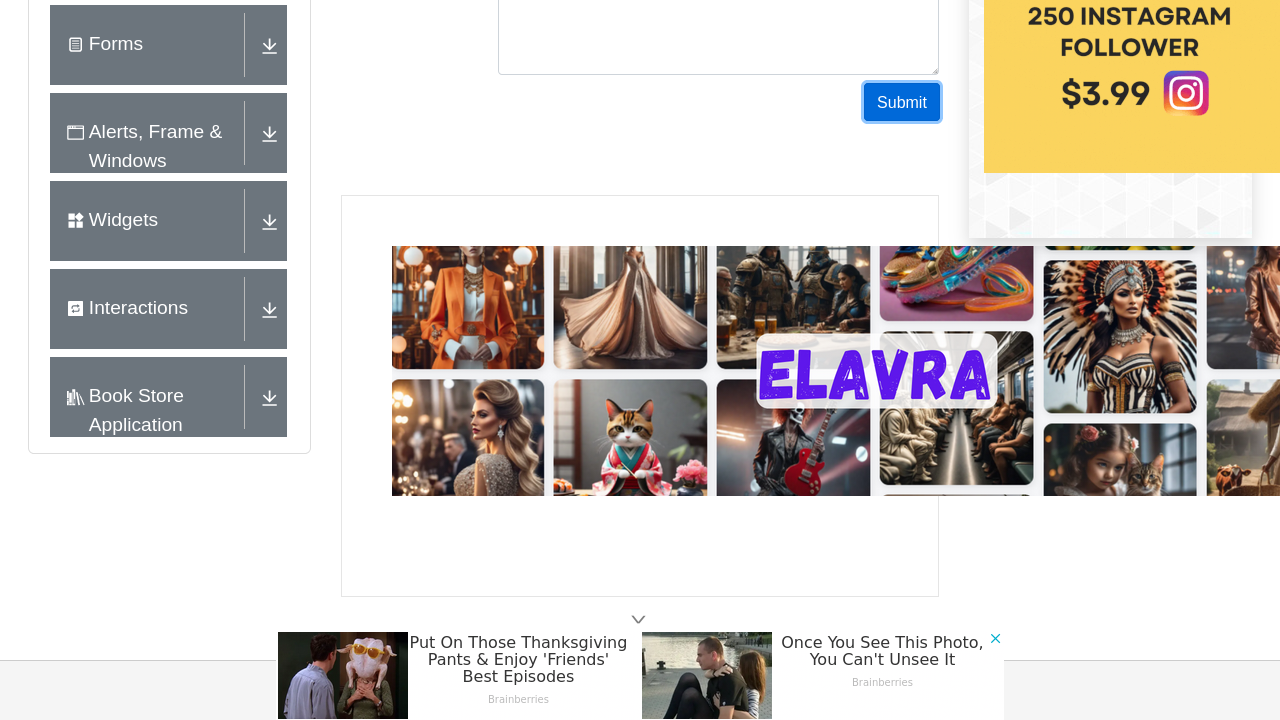 Forms
Alerts, Frame &
Windows
Widgets
Interactions
Book Store
Application
Submit
250 INSTAGRAM
FOLLOWER
$3.99
ELAVRA
Put On Those Thanksgiving
Pants & Enjoy 'Friends'
Best Episodes
Brainberries
Once You See This Photo,
You Can't Unsee It
Brainberries